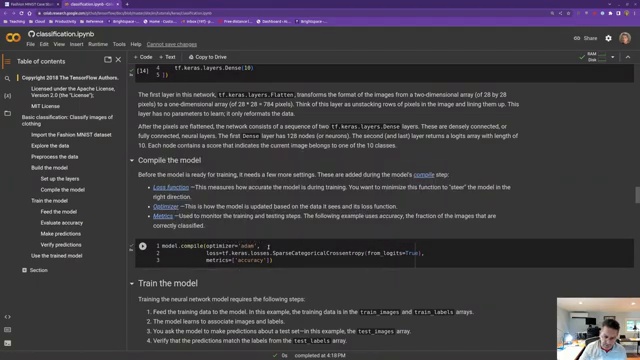 classification.ipynb
File Edit View Insert Runtime Tools Help Cannot save changes
Share
+ Code + Text Copy to Drive
RAM
Disk
Table of contents
Copyright 2018 The TensorFlow Authors.
Licensed under the Apache License, Version 2.0 (the "License");
MIT License
Basic classification: Classify images of clothing
Import the Fashion MNIST dataset
Explore the data
Preprocess the data
Build the model
Set up the layers
Compile the model
Train the model
Feed the model
Evaluate accuracy
Make predictions
Verify predictions
Use the trained model
Section
[14]
4 tf.keras.layers.Dense(10)
5 ])
The first layer in this network, tf.keras.layers.Flatten, transforms the format of the images from a two-dimensional array (of 28 by 28
pixels) to a one-dimensional array (of 28 * 28 = 784 pixels). Think of this layer as unstacking rows of pixels in the image and lining them up. This
layer has no parameters to learn; it only reformats the data.
After the pixels are flattened, the network consists of a sequence of two tf.keras.layers.Dense layers. These are densely connected, or
fully connected, neural layers. The first Dense layer has 128 nodes (or neurons). The second (and last) layer returns a logits array with length of
10. Each node contains a score that indicates the current image belongs to one of the 10 classes.
Compile the model
Before the model is ready for training, it needs a few more settings. These are added during the model's compile step:
• Loss function —This measures how accurate the model is during training. You want to minimize this function to "steer" the model in the
right direction.
• Optimizer —This is how the model is updated based on the data it sees and its loss function.
• Metrics —Used to monitor the training and testing steps. The following example uses accuracy, the fraction of the images that are
correctly classified.
1 model.compile(optimizer='adam',
2 loss=tf.keras.losses.SparseCategoricalCrossentropy(from_logits=True),
3 metrics=['accuracy'])
Train the model
Training the neural network model requires the following steps:
1. Feed the training data to the model. In this example, the training data is in the train_images and train_labels arrays.
2. The model learns to associate images and labels.
3. You ask the model to make predictions about a test set—in this example, the test_images array.
4. Verify that the predictions match the labels from the test_labels array.
0s completed at 4:18 PM